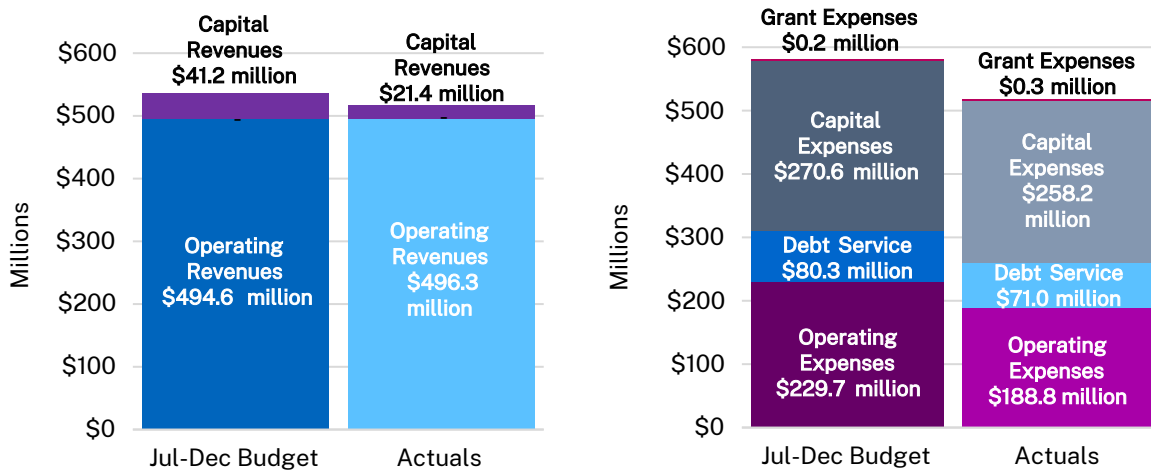 Capital
Revenues
$41.2 million
Capital
Revenues
$21.4 million
$600
$500
$400
$300
$200
$100
$0
Millions
Operating
Revenues
$494.6 million
Operating
Revenues
$496.3
million
Jul-Dec Budget
Actuals
Grant Expenses
$0.2 million
Grant Expenses
$0.3 million
$600
$500
$400
$300
$200
$100
$0
Millions
Capital
Expenses
$270.6 million
Debt Service
$80.3 million
Operating
Expenses
$229.7 million
Capital
Expenses
$258.2
million
Debt Service
$71.0 million
Operating
Expenses
$188.8 million
Jul-Dec Budget
Actuals